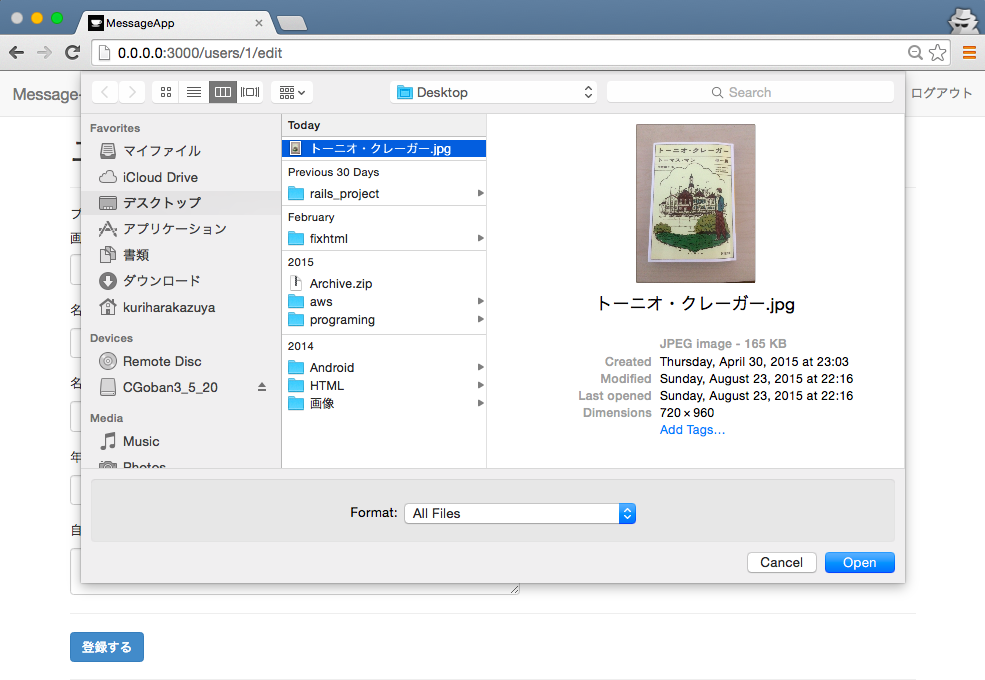 MessageApp
0.0.0.0:3000/users/1/edit
Message
ログアウト
Desktop
Search
Favorites
マイファイル
iCloud Drive
デスクトップ
アプリケーション
書類
ダウンロード
kuriharakazuya
Devices
Remote Disc
CGoban3_5_20
Media
Music
Photos
Today
トーニオ・クレーガー.jpg
Previous 30 Days
rails_project
February
fixhtml
2015
Archive.zip
aws
programing
2014
Android
HTML
画像
トーニオ・クレーガー
トーマス・マン
トーニオ・クレーガー.jpg
JPEG image - 165 KB
Created Thursday, April 30, 2015 at 23:03
Modified Sunday, August 23, 2015 at 22:16
Last opened Sunday, August 23, 2015 at 22:16
Dimensions 720 × 960
Add Tags…
プ
画
名
名
年
自
Format: All Files
Cancel
Open
登録する